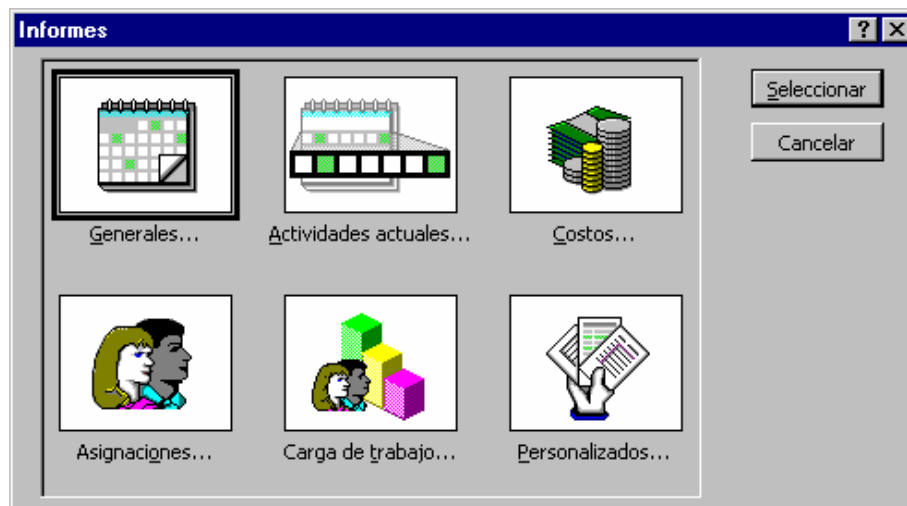 Informes
Seleccionar
Cancelar
Generales...
Actividades actuales...
Costos...
Asignaciones...
Carga de trabajo...
Personalizados...